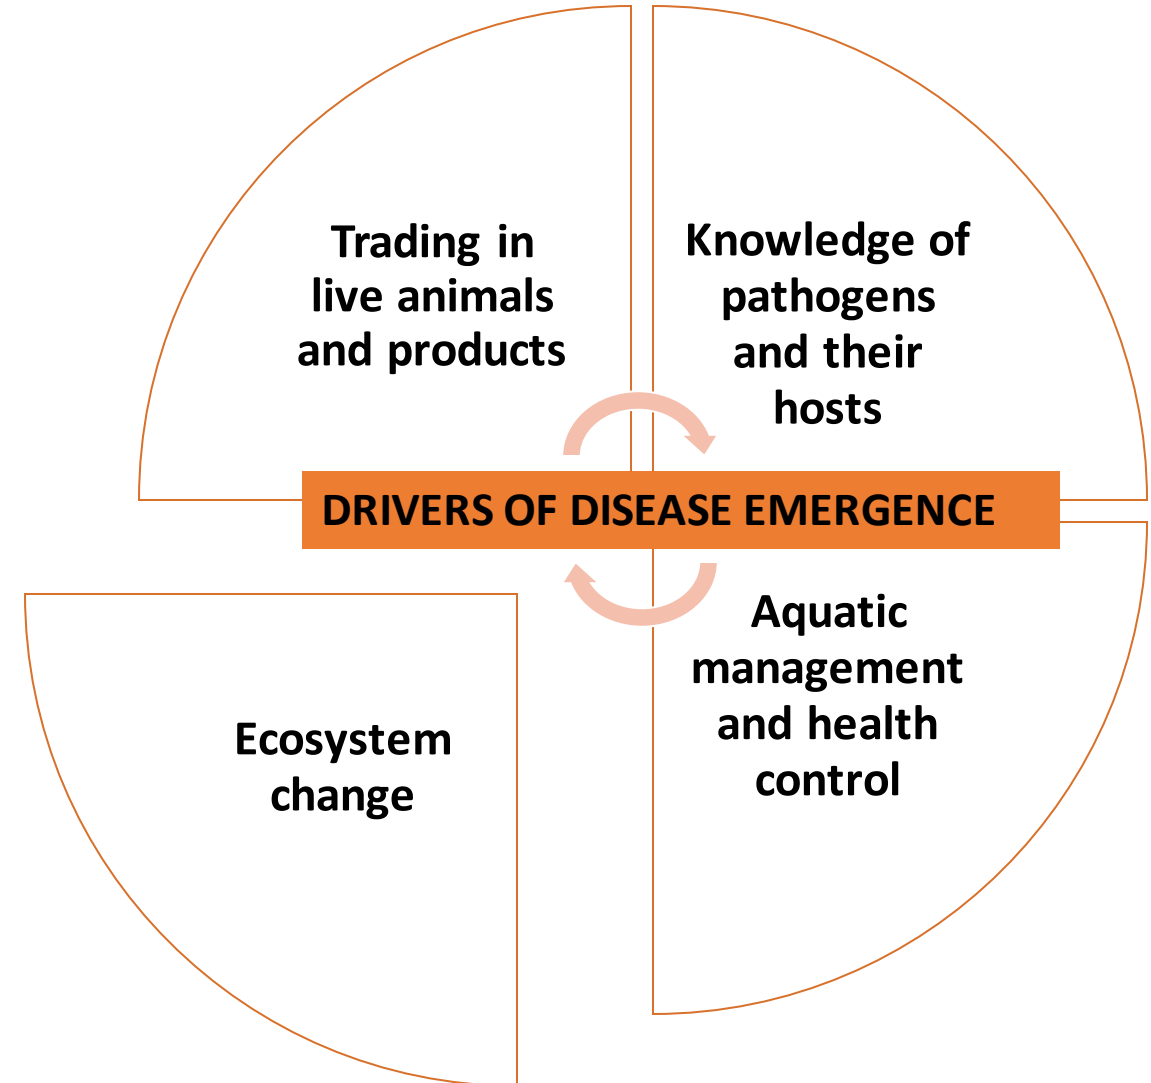 Trading in
live animals
and products
Knowledge of
pathogens
and their
hosts
DRIVERS OF DISEASE EMERGENCE
Ecosystem
change
Aquatic
management
and health
control